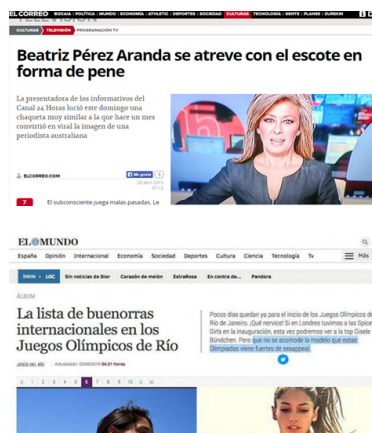 EL CORREO BIZKAIA POLÍTICA MUNDO ECONOMÍA ATHLETIC DEPORTES SOCIEDAD CULTURAS TECNOLOGÍA GENTE PLANES ZUREKIN
TELEVISIÓN
CULTURAS TELEVISIÓN PROGRAMACIÓN TV
Beatriz Pérez Aranda se atreve con el escote en
forma de pene
La presentadora de los informativos del
Canal 24 Horas lució este domingo una
chaqueta muy similar a la que hace un mes
convirtió en viral la imagen de una
periodista australiana
ELCORREO.COM
Me gusta
7
El subconsciente juega malas pasadas. Le
EL MUNDO
España Opinión Internacional Economía Sociedad Deportes Cultura Ciencia Tecnología Tv Más
LOC Sin noticias de Dior Corazón de melón Extrañosa En contra de... Pandora
ÁLBUM
La lista de buenorras
internacionales en los
Juegos Olímpicos de Río
Pocos días quedan ya para el inicio de los Juegos Olímpicos de
Río de Janeiro. ¡Qué nervios! Si en Londres tuvimos a las Spice
Girls en la inauguración, esta vez podremos ver a la top Gisele
Bündchen. Pero que no se acomode la modelo que estas
Olimpiadas viene fuertes de sexappeal.
1 2 3 4 5 6 7 8 9 10